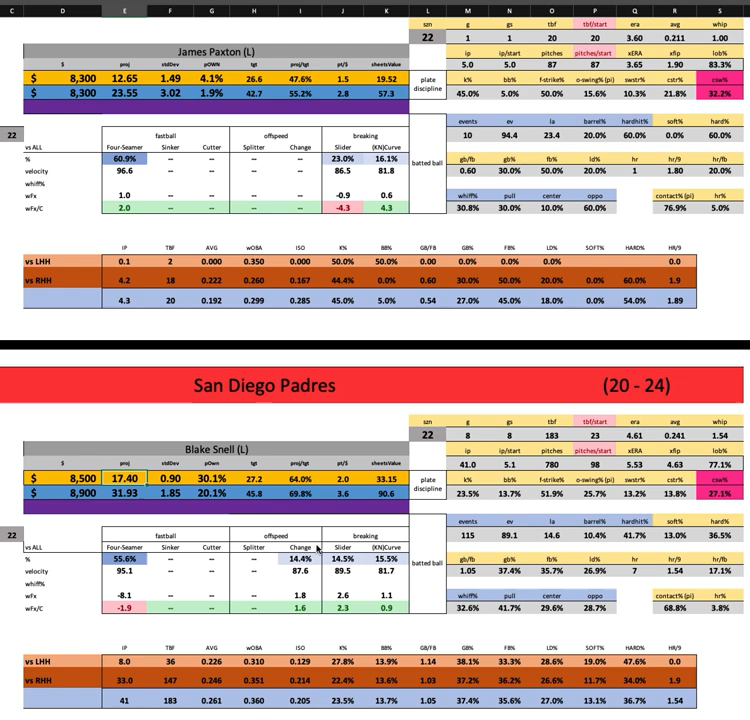 C D E F G H I J K L M N O P Q R S
szn g gs tbf tbf/start era avg whip
22 1 1 20 20 3.60 0.211 1.00
James Paxton (L) ip ip/start pitches pitches/start xERA xfip lob%
$ proj stdDev pOWN tgt proj/tgt pt/$ sheetsValue 5.0 5.0 87 87 3.65 1.90 83.3%
$ 8,300 12.65 1.49 4.1% 26.6 47.6% 1.5 19.52 plate discipline k% bb% f-strike% o-swing% (pi) swstr% cstr% csw%
$ 8,300 23.55 3.02 1.9% 42.7 55.2% 2.8 57.3 45.0% 5.0% 50.0% 15.6% 10.3% 21.8% 32.2%
events ev la barrel% hardhit% soft% hard%
22 fastball offspeed breaking 10 94.4 23.4 20.0% 60.0% 0.0% 60.0%
vs ALL Four-Seamer Sinker Cutter Splitter Change Slider (KN)Curve
% 60.9% -- -- -- -- 23.0% 16.1% batted ball gb/fb gb% fb% ld% hr hr/9 hr/fb
velocity 96.6 86.5 81.8 0.60 30.0% 50.0% 20.0% 1 1.80 20.0%
whiff%
wFx 1.0 -- -- -- -- -0.9 0.6 whiff% pull center oppo contact% (pi) hr%
wFx/C 2.0 -- -- -- -- -4.3 4.3 30.8% 30.0% 10.0% 60.0% 76.9% 5.0%
IP TBF AVG wOBA ISO K% BB% GB/FB GB% FB% LD% SOFT% HARD% HR/9
vs LHH 0.1 2 0.000 0.350 0.000 50.0% 50.0% 0.00 0.0% 0.0% 0.0% 0.0
vs RHH 4.2 18 0.222 0.260 0.167 44.4% 0.0% 0.60 30.0% 50.0% 20.0% 0.0% 60.0% 1.9
4.3 20 0.192 0.299 0.285 45.0% 5.0% 0.54 27.0% 45.0% 18.0% 0.0% 54.0% 1.89
San Diego Padres (20 - 24)
szn g gs tbf tbf/start era avg whip
22 8 8 183 23 4.61 0.241 1.54
Blake Snell (L) ip ip/start pitches pitches/start xERA xfip lob%
$ proj stdDev pOwn tgt proj/tgt pt/$ sheetsValue 41.0 5.1 780 98 5.53 4.63 77.1%
$ 8,500 17.40 0.90 30.1% 27.2 64.0% 2.0 33.15 plate discipline k% bb% f-strike% o-swing% (pi) swstr% cstr% csw%
$ 8,900 31.93 1.85 20.1% 45.8 69.8% 3.6 90.6 23.5% 13.7% 51.9% 25.7% 13.2% 13.8% 27.1%
events ev la barrel% hardhit% soft% hard%
22 fastball offspeed breaking 115 89.1 14.6 10.4% 41.7% 13.0% 36.5%
vs ALL Four-Seamer Sinker Cutter Splitter Change Slider (KN)Curve
% 55.6% -- -- -- 14.4% 14.5% 15.5% batted ball gb/fb gb% fb% ld% hr hr/9 hr/fb
velocity 95.1 87.6 89.5 81.7 1.05 37.4% 35.7% 26.9% 7 1.54 17.1%
whiff%
wFx -8.1 -- -- -- 1.8 2.6 1.1 whiff% pull center oppo contact% (pi) hr%
wFx/C -1.9 -- -- -- 1.6 2.3 0.9 32.6% 41.7% 29.6% 28.7% 68.8% 3.8%
IP TBF AVG wOBA ISO K% BB% GB/FB GB% FB% LD% SOFT% HARD% HR/9
vs LHH 8.0 36 0.226 0.310 0.129 27.8% 13.9% 1.14 38.1% 33.3% 28.6% 19.0% 47.6% 0.0
vs RHH 33.0 147 0.246 0.351 0.214 22.4% 13.6% 1.03 37.2% 36.2% 26.6% 11.7% 34.0% 1.9
41 183 0.261 0.360 0.205 23.5% 13.7% 1.05 37.4% 35.6% 27.0% 13.1% 36.7% 1.54